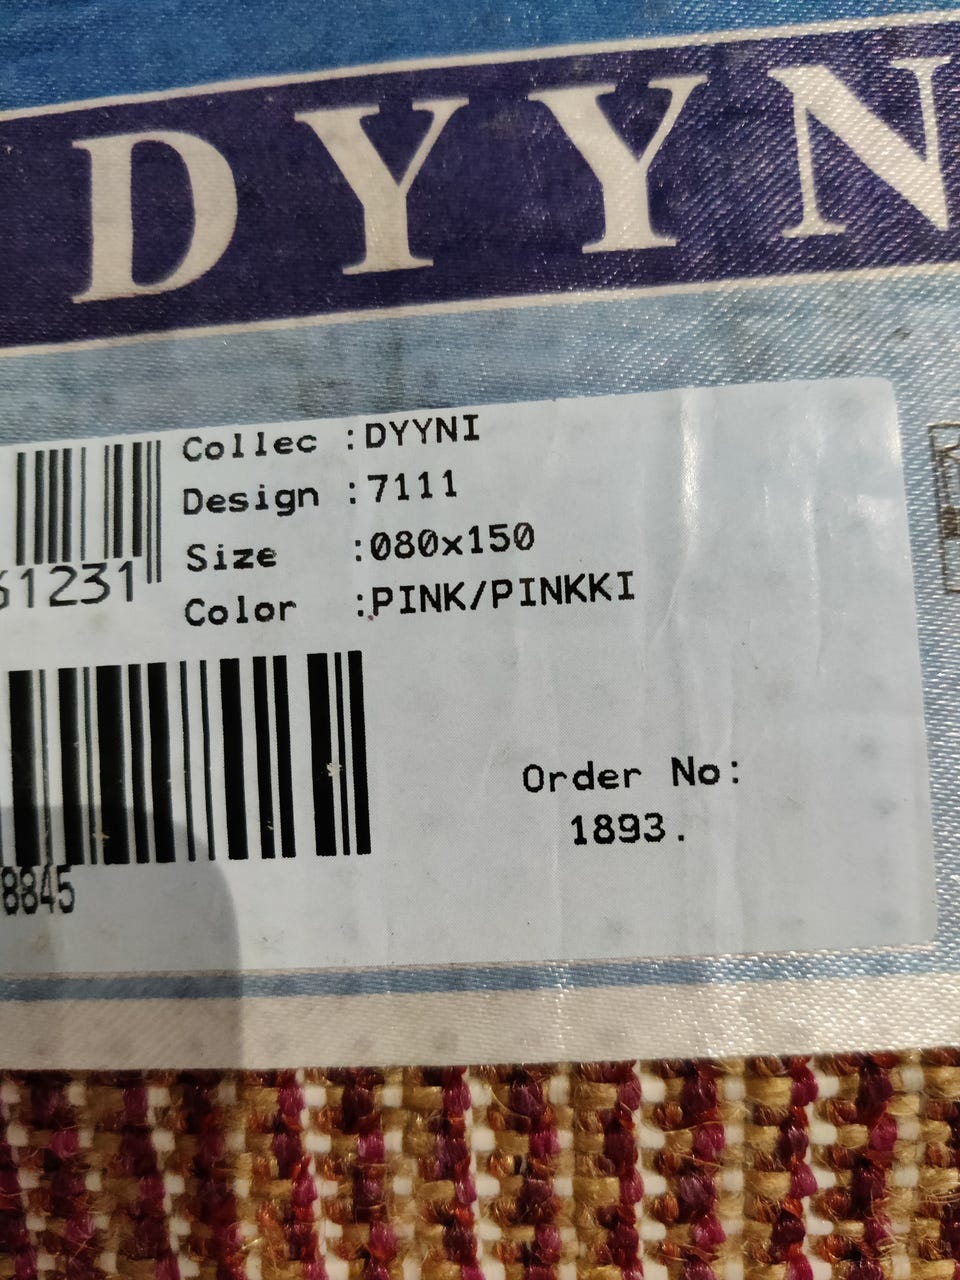 DYYN
Collec :DYYNI
Design :7111
Size :080x150
Color :PINK/PINKKI
61231
Order No:
1893.
8845